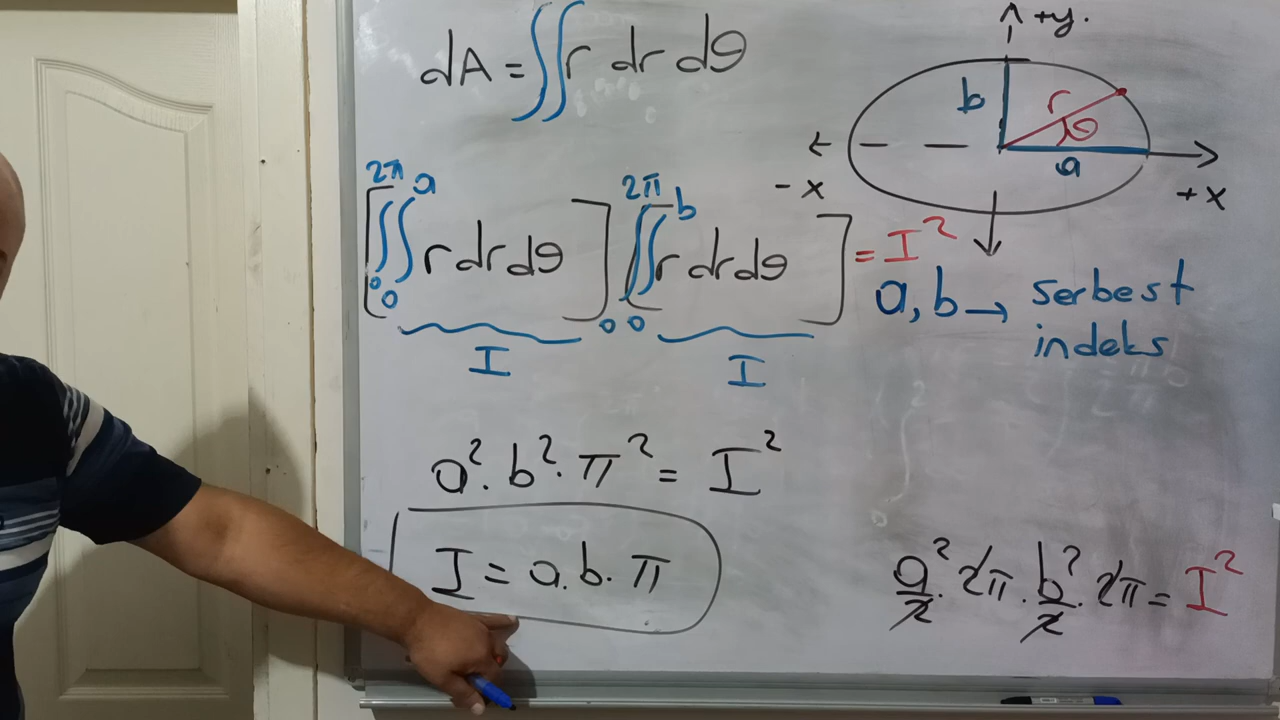 dA = ∫∫ r dr dθ
+y.
b
r
θ
a
- x
+ x
[∫₀^2π ∫₀^a r dr dθ] [∫₀^2π ∫₀^b r dr dθ] = I²
I
I
a, b → serbest
indeks
a². b². π² = I²
I = a.b. π
a²/2 . 2π . b²/2 . 2π = I²